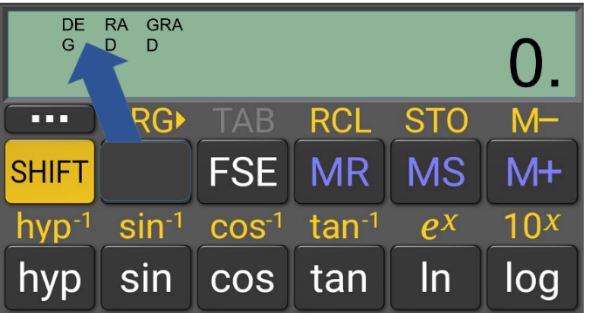 DE RA GRA
G D D
0.
RG▸ TAB RCL STO M–
SHIFT FSE MR MS M+
hyp⁻¹ sin⁻¹ cos⁻¹ tan⁻¹ eˣ 10ˣ
hyp sin cos tan ln log